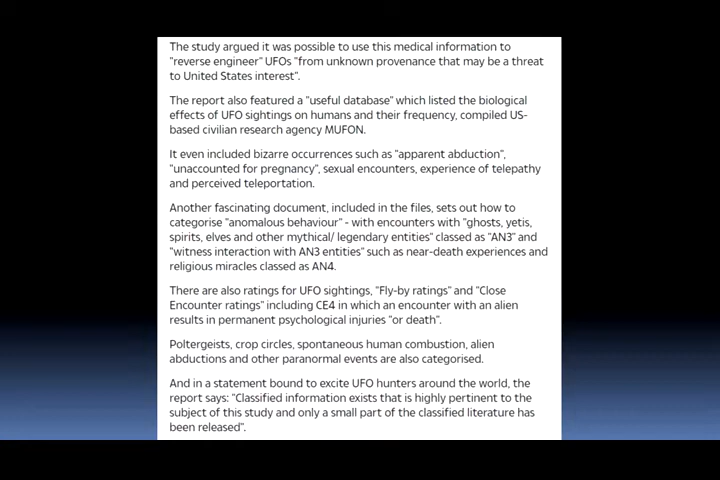 The study argued it was possible to use this medical information to
"reverse engineer" UFOs "from unknown provenance that may be a threat
to United States interest".
The report also featured a "useful database" which listed the biological
effects of UFO sightings on humans and their frequency, compiled US-
based civilian research agency MUFON.
It even included bizarre occurrences such as "apparent abduction",
"unaccounted for pregnancy", sexual encounters, experience of telepathy
and perceived teleportation.
Another fascinating document, included in the files, sets out how to
categorise "anomalous behaviour" - with encounters with "ghosts, yetis,
spirits, elves and other mythical/ legendary entities" classed as "AN3" and
"witness interaction with AN3 entities" such as near-death experiences and
religious miracles classed as AN4.
There are also ratings for UFO sightings, "Fly-by ratings" and "Close
Encounter ratings" including CE4 in which an encounter with an alien
results in permanent psychological injuries "or death".
Poltergeists, crop circles, spontaneous human combustion, alien
abductions and other paranormal events are also categorised.
And in a statement bound to excite UFO hunters around the world, the
report says: "Classified information exists that is highly pertinent to the
subject of this study and only a small part of the classified literature has
been released".